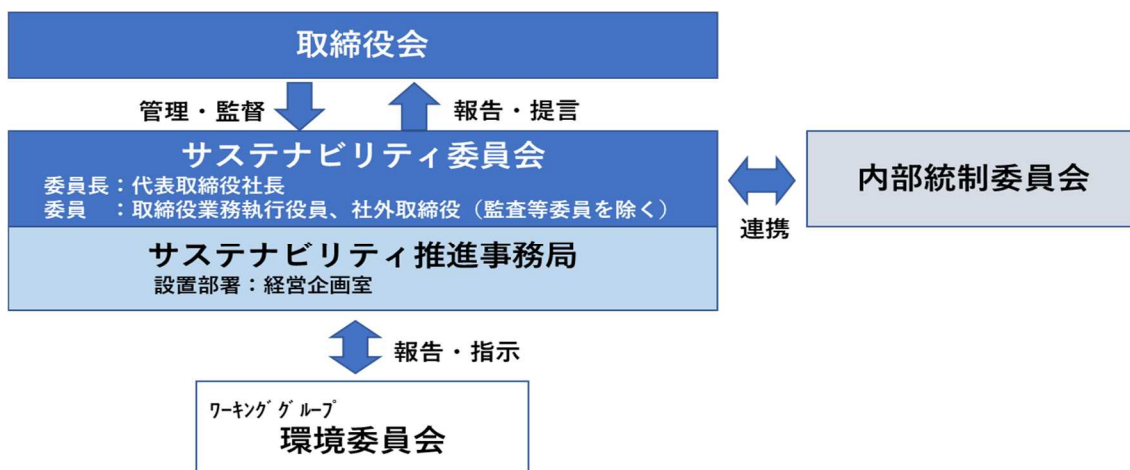 取締役会
管理・監督
報告・提言
サステナビリティ委員会
委員長：代表取締役社長
委員　：取締役業務執行役員、社外取締役（監査等委員を除く）
連携
内部統制委員会
サステナビリティ推進事務局
設置部署：経営企画室
報告・指示
ﾜｰｷﾝｸﾞｸﾞﾙｰﾌﾟ
環境委員会